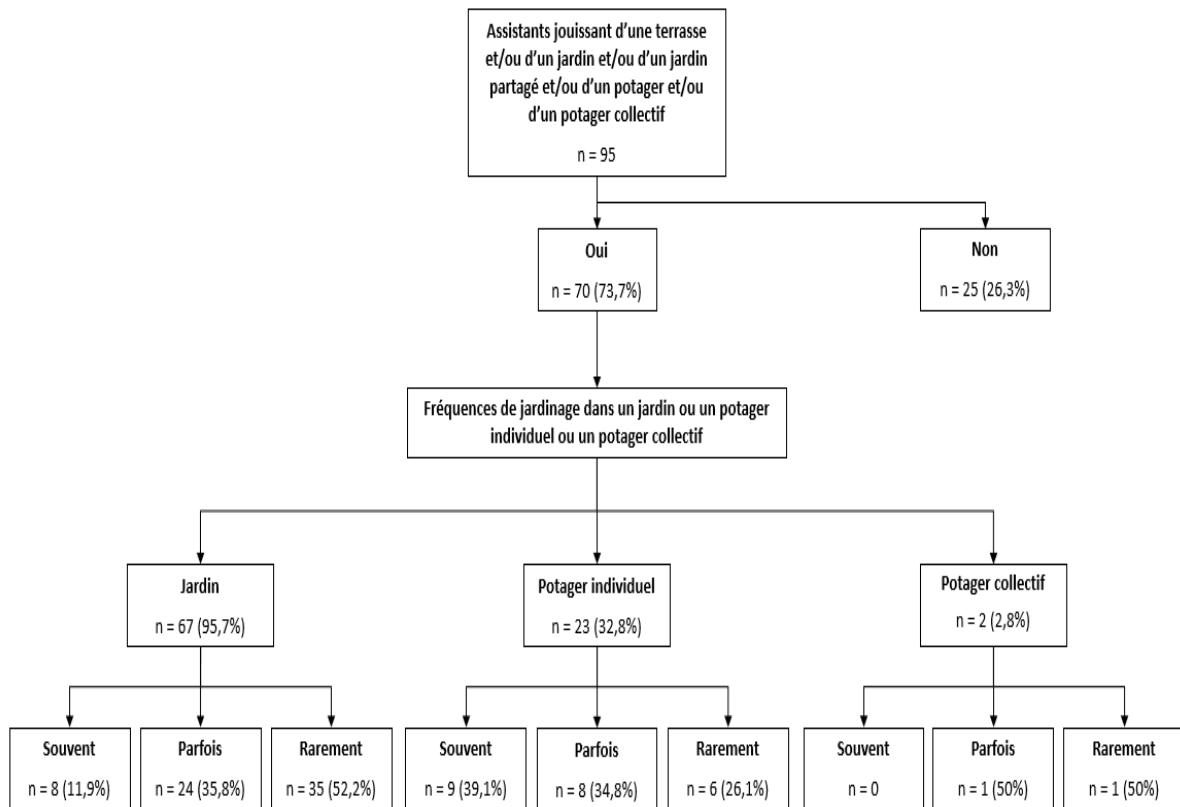 Assistants jouissant d'une terrasse
et/ou d'un jardin et/ou d'un jardin
partagé et/ou d'un potager et/ou
d'un potager collectif
n = 95
Oui
n = 70 (73,7%)
Non
n = 25 (26,3%)
Fréquences de jardinage dans un jardin ou un potager
individuel ou un potager collectif
Jardin
n = 67 (95,7%)
Potager individuel
n = 23 (32,8%)
Potager collectif
n = 2 (2,8%)
Souvent
n = 8 (11,9%)
Parfois
n = 24 (35,8%)
Rarement
n = 35 (52,2%)
Souvent
n = 9 (39,1%)
Parfois
n = 8 (34,8%)
Rarement
n = 6 (26,1%)
Souvent
n = 0
Parfois
n = 1 (50%)
Rarement
n = 1 (50%)